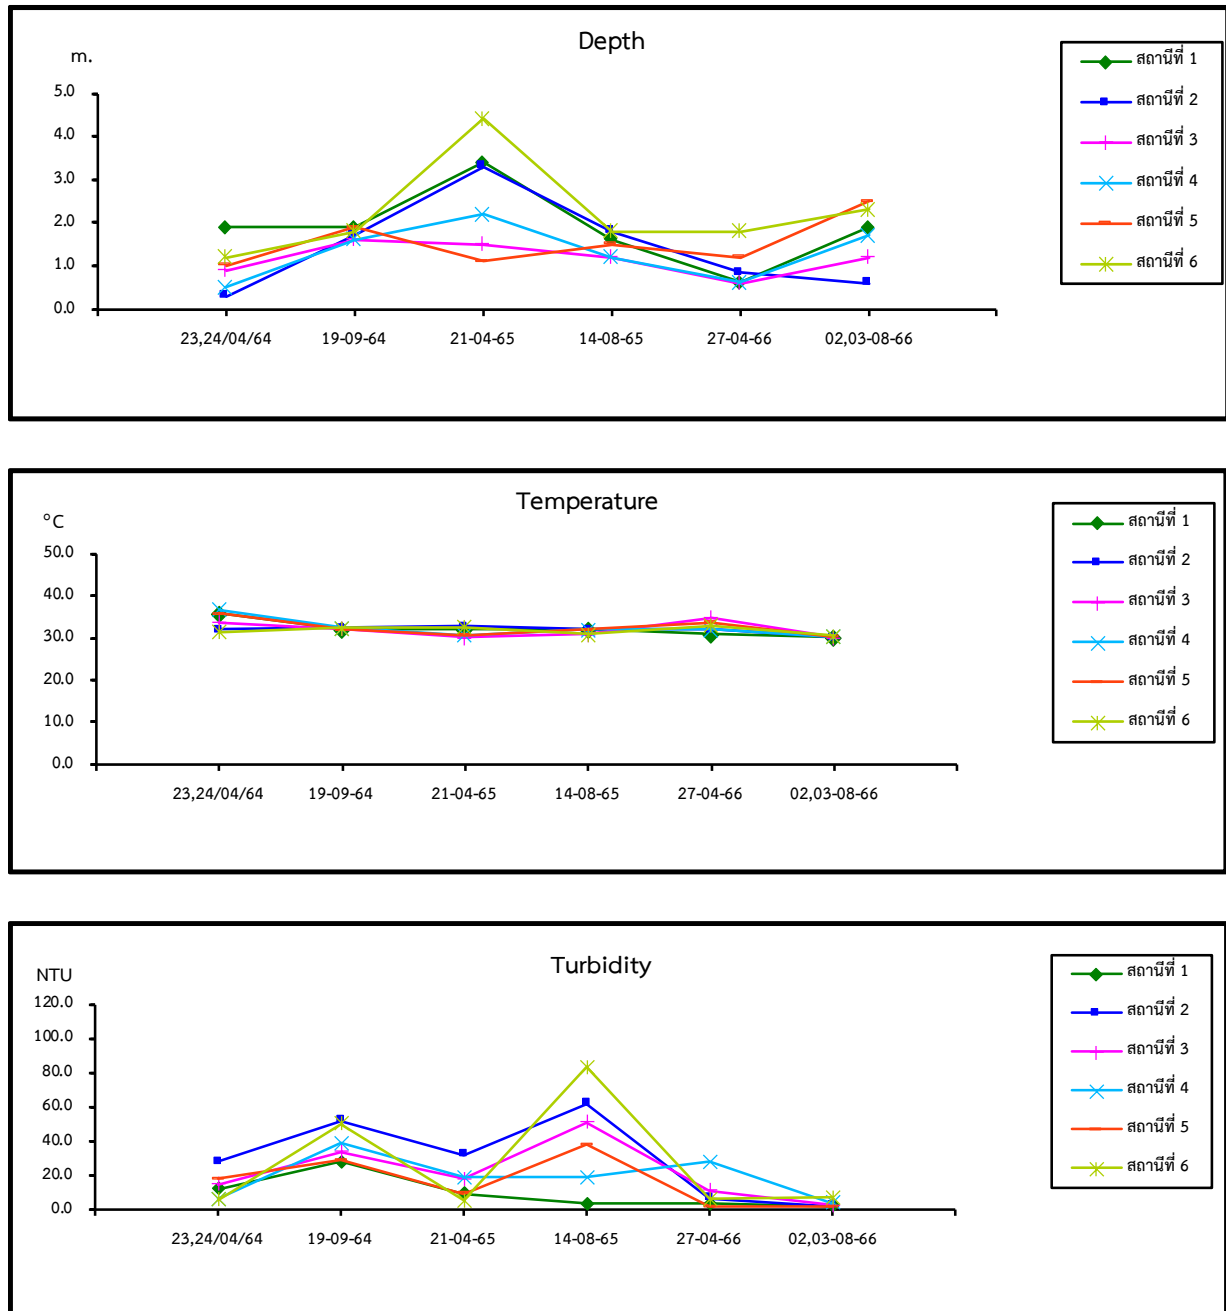 Depth
m.
5.0
4.0
3.0
2.0
1.0
0.0
23,24/04/64 19-09-64 21-04-65 14-08-65 27-04-66 02,03-08-66
สถานีที่ 1
สถานีที่ 2
สถานีที่ 3
สถานีที่ 4
สถานีที่ 5
สถานีที่ 6
Temperature
°C
50.0
40.0
30.0
20.0
10.0
0.0
23,24/04/64 19-09-64 21-04-65 14-08-65 27-04-66 02,03-08-66
สถานีที่ 1
สถานีที่ 2
สถานีที่ 3
สถานีที่ 4
สถานีที่ 5
สถานีที่ 6
Turbidity
NTU
120.0
100.0
80.0
60.0
40.0
20.0
0.0
23,24/04/64 19-09-64 21-04-65 14-08-65 27-04-66 02,03-08-66
สถานีที่ 1
สถานีที่ 2
สถานีที่ 3
สถานีที่ 4
สถานีที่ 5
สถานีที่ 6